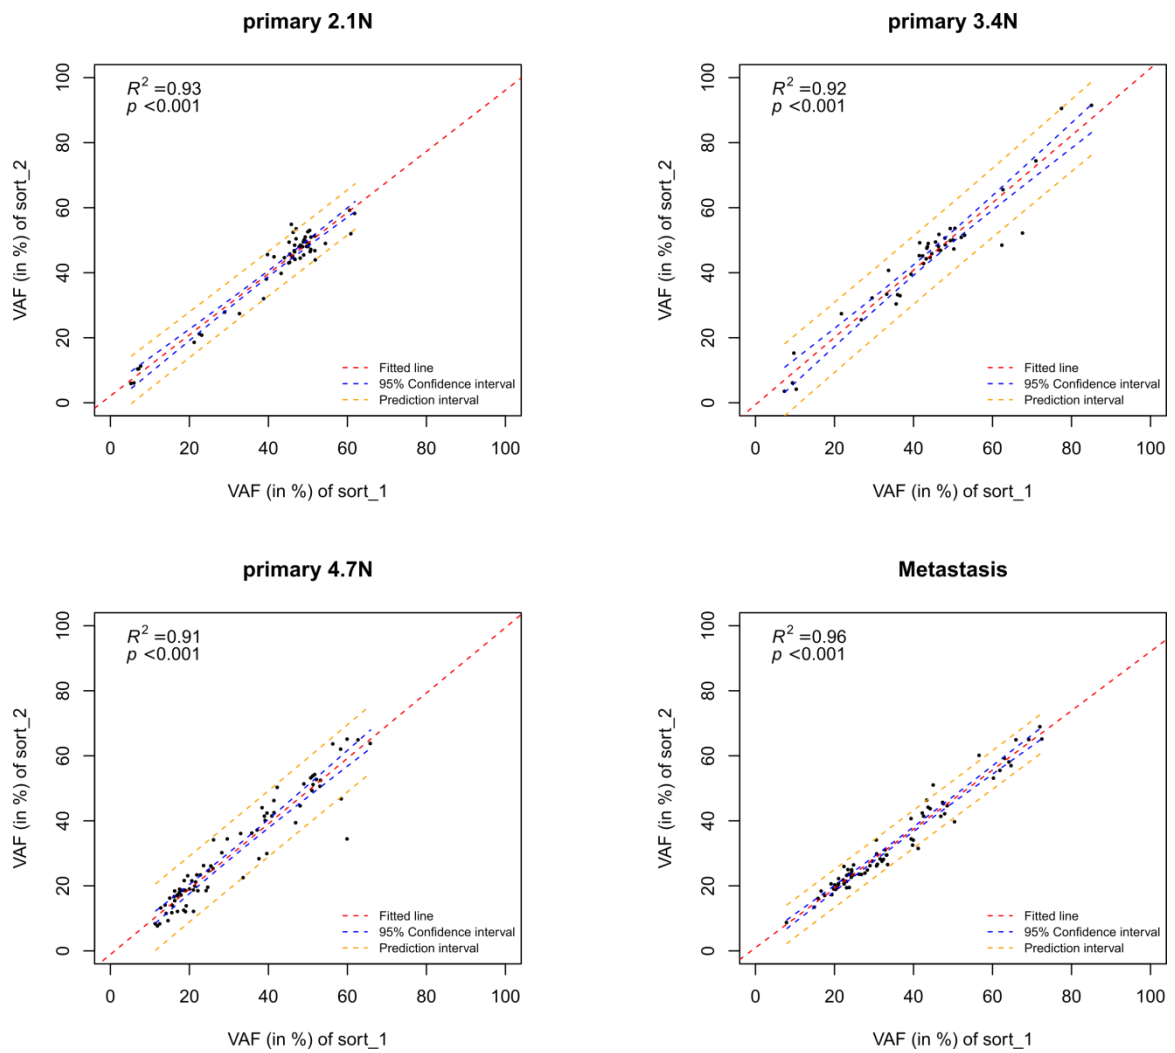 primary 2.1N
R² =0.93
p <0.001
VAF (in %) of sort_2
100
80
60
40
20
0
Fitted line
95% Confidence interval
Prediction interval
0 20 40 60 80 100
VAF (in %) of sort_1
primary 3.4N
R² =0.92
p <0.001
VAF (in %) of sort_2
100
80
60
40
20
0
Fitted line
95% Confidence interval
Prediction interval
0 20 40 60 80 100
VAF (in %) of sort_1
primary 4.7N
R² =0.91
p <0.001
VAF (in %) of sort_2
100
80
60
40
20
0
Fitted line
95% Confidence interval
Prediction interval
0 20 40 60 80 100
VAF (in %) of sort_1
Metastasis
R² =0.96
p <0.001
VAF (in %) of sort_2
100
80
60
40
20
0
Fitted line
95% Confidence interval
Prediction interval
0 20 40 60 80 100
VAF (in %) of sort_1